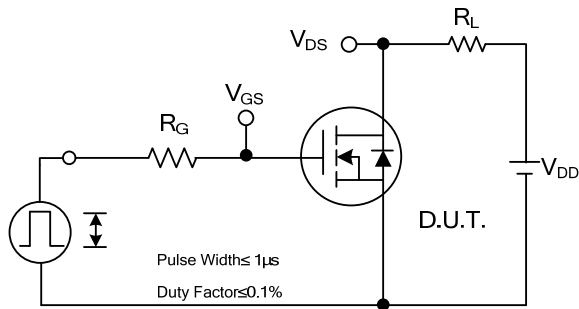 V_DS
R_L
V_GS
R_G
V_DD
D.U.T.
Pulse Width≤ 1μs
Duty Factor≤0.1%